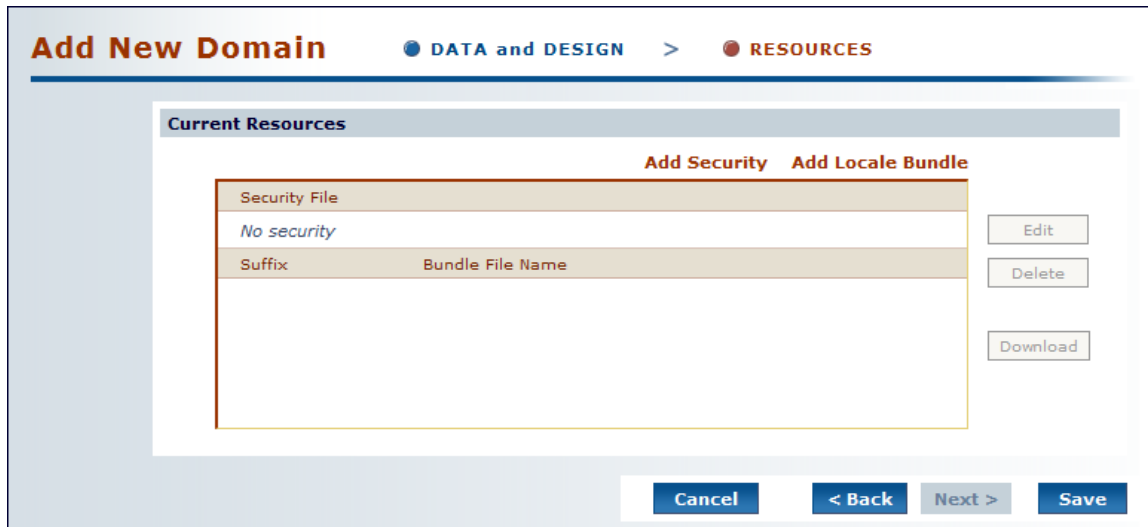 Add New Domain DATA and DESIGN > RESOURCES
Current Resources
Add Security Add Locale Bundle
Security File
No security
Edit
Suffix Bundle File Name
Delete
Download
Cancel < Back Next > Save